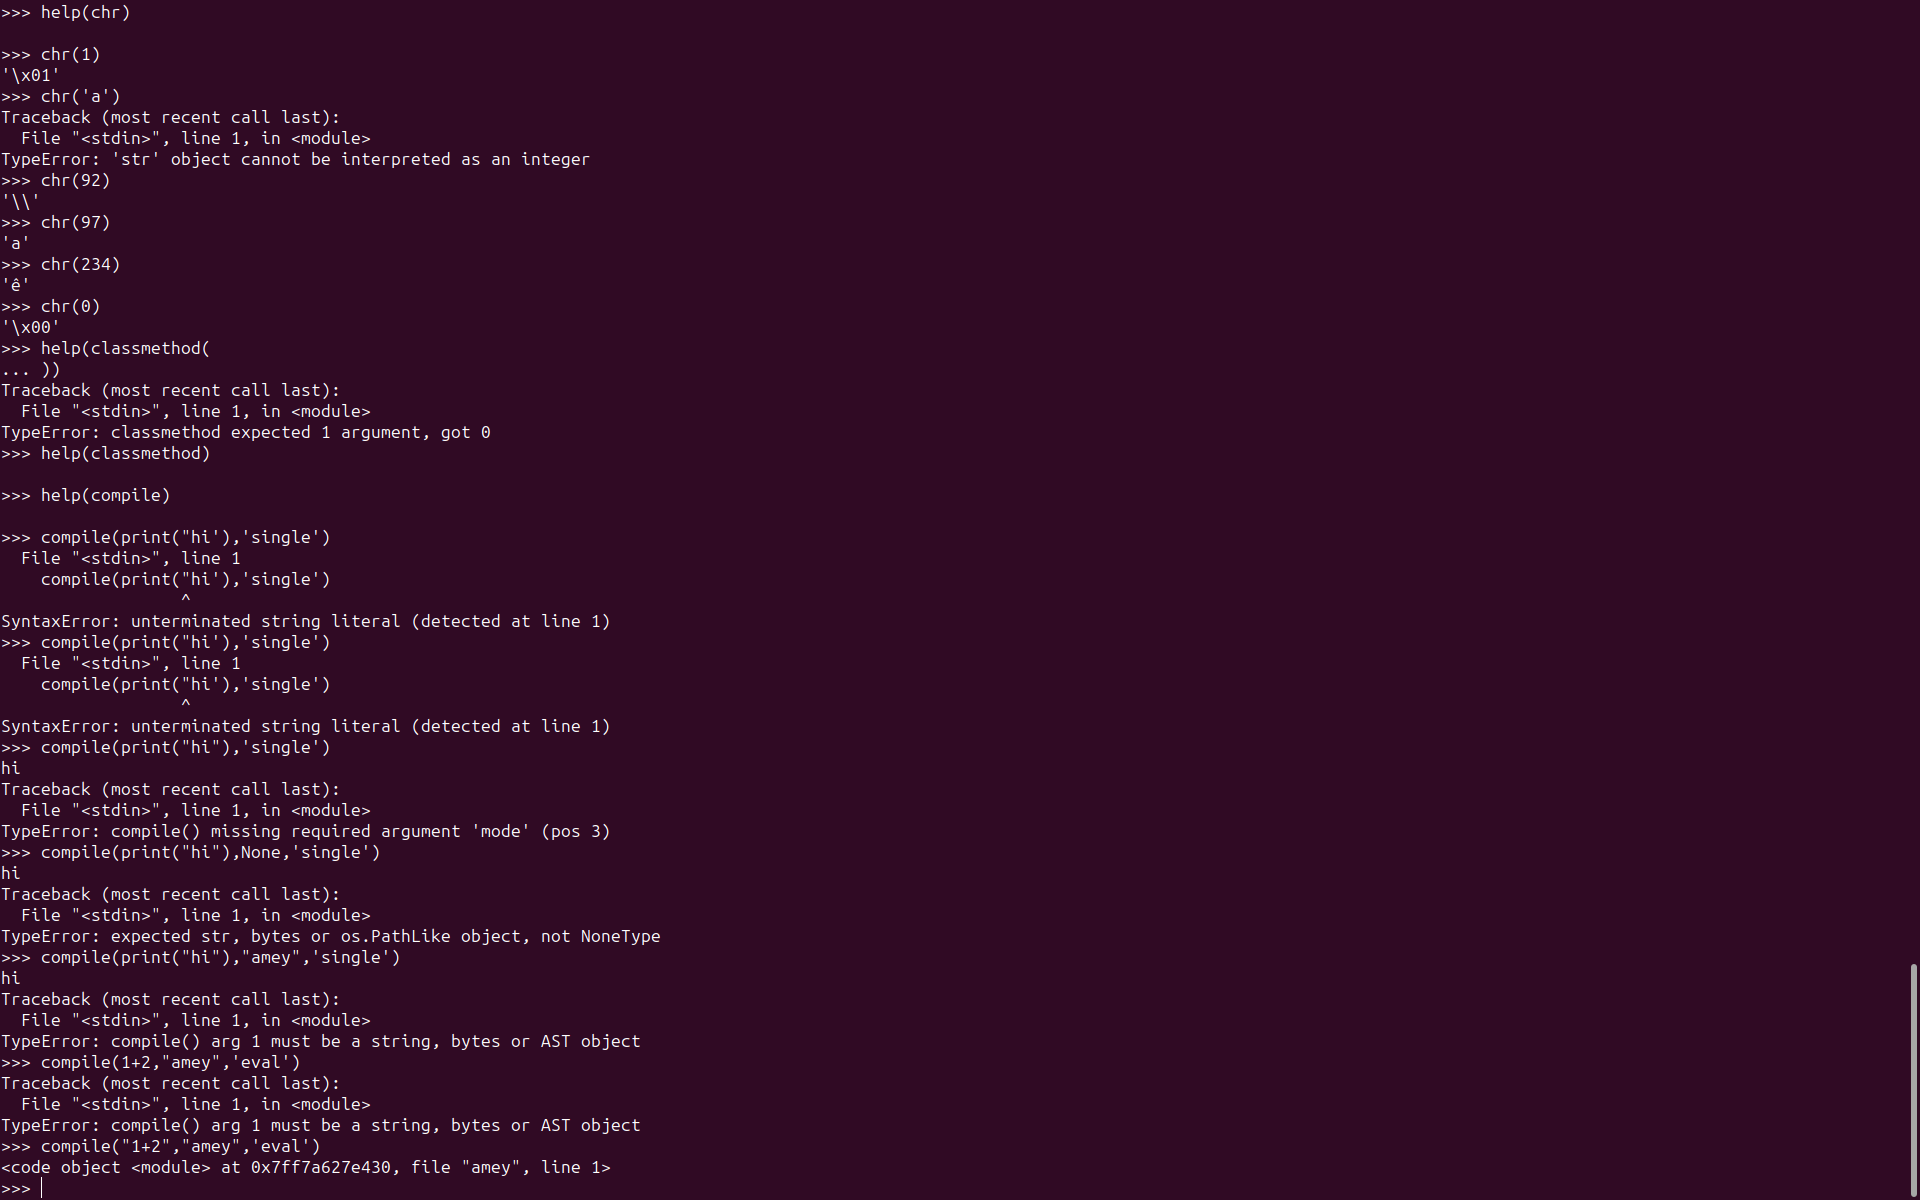 >>> help(chr)

>>> chr(1)
'\x01'
>>> chr('a')
Traceback (most recent call last):
  File "<stdin>", line 1, in <module>
TypeError: 'str' object cannot be interpreted as an integer
>>> chr(92)
'\\'
>>> chr(97)
'a'
>>> chr(234)
'ê'
>>> chr(0)
'\x00'
>>> help(classmethod(
... ))
Traceback (most recent call last):
  File "<stdin>", line 1, in <module>
TypeError: classmethod expected 1 argument, got 0
>>> help(classmethod)

>>> help(compile)

>>> compile(print("hi'),'single')
  File "<stdin>", line 1
    compile(print("hi'),'single')
                  ^
SyntaxError: unterminated string literal (detected at line 1)
>>> compile(print("hi'),'single')
  File "<stdin>", line 1
    compile(print("hi'),'single')
                  ^
SyntaxError: unterminated string literal (detected at line 1)
>>> compile(print("hi"),'single')
hi
Traceback (most recent call last):
  File "<stdin>", line 1, in <module>
TypeError: compile() missing required argument 'mode' (pos 3)
>>> compile(print("hi"),None,'single')
hi
Traceback (most recent call last):
  File "<stdin>", line 1, in <module>
TypeError: expected str, bytes or os.PathLike object, not NoneType
>>> compile(print("hi"),"amey",'single')
hi
Traceback (most recent call last):
  File "<stdin>", line 1, in <module>
TypeError: compile() arg 1 must be a string, bytes or AST object
>>> compile(1+2,"amey",'eval')
Traceback (most recent call last):
  File "<stdin>", line 1, in <module>
TypeError: compile() arg 1 must be a string, bytes or AST object
>>> compile("1+2","amey",'eval')
<code object <module> at 0x7ff7a627e430, file "amey", line 1>
>>>